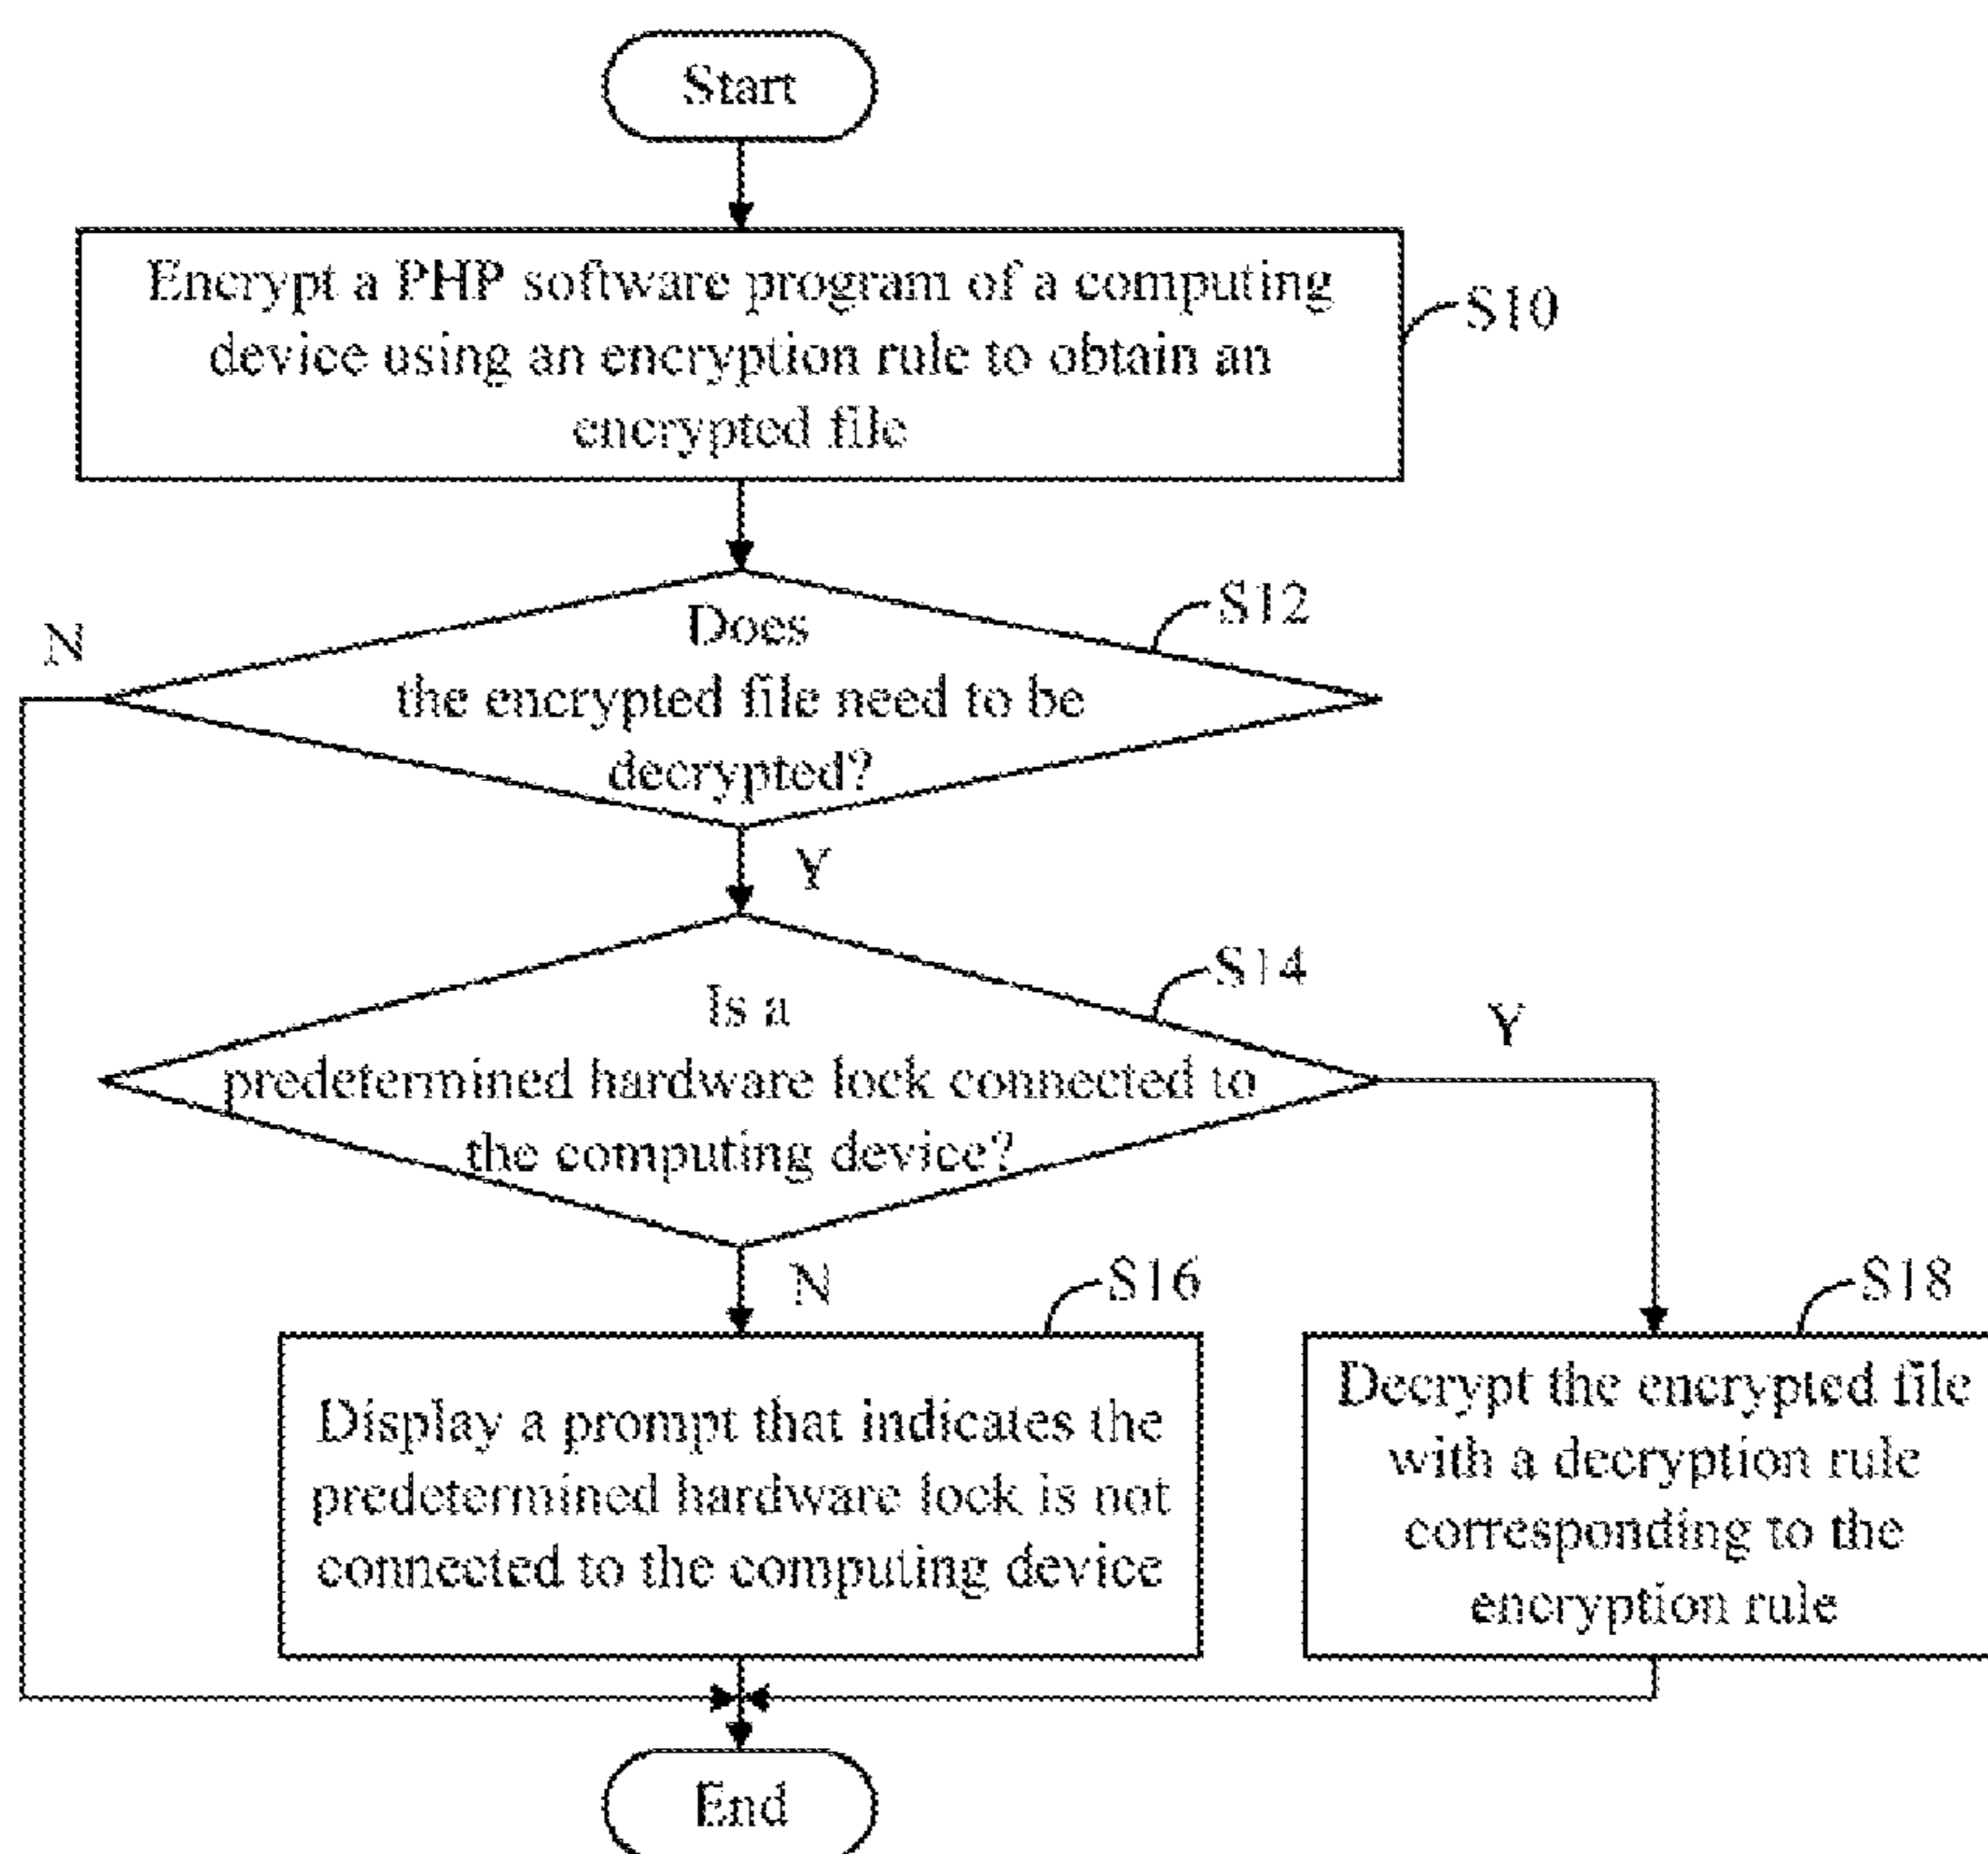 Start
Encrypt a PHP software program of a computing
device using an encryption rule to obtain an
encrypted file
S10
S12
N
Does
the encrypted file need to be
decrypted?
Y
S14
Is a
predetermined hardware lock connected to
the computing device?
Y
N
S16
Display a prompt that indicates the
predetermined hardware lock is not
connected to the computing device
S18
Decrypt the encrypted file
with a decryption rule
corresponding to the
encryption rule
End